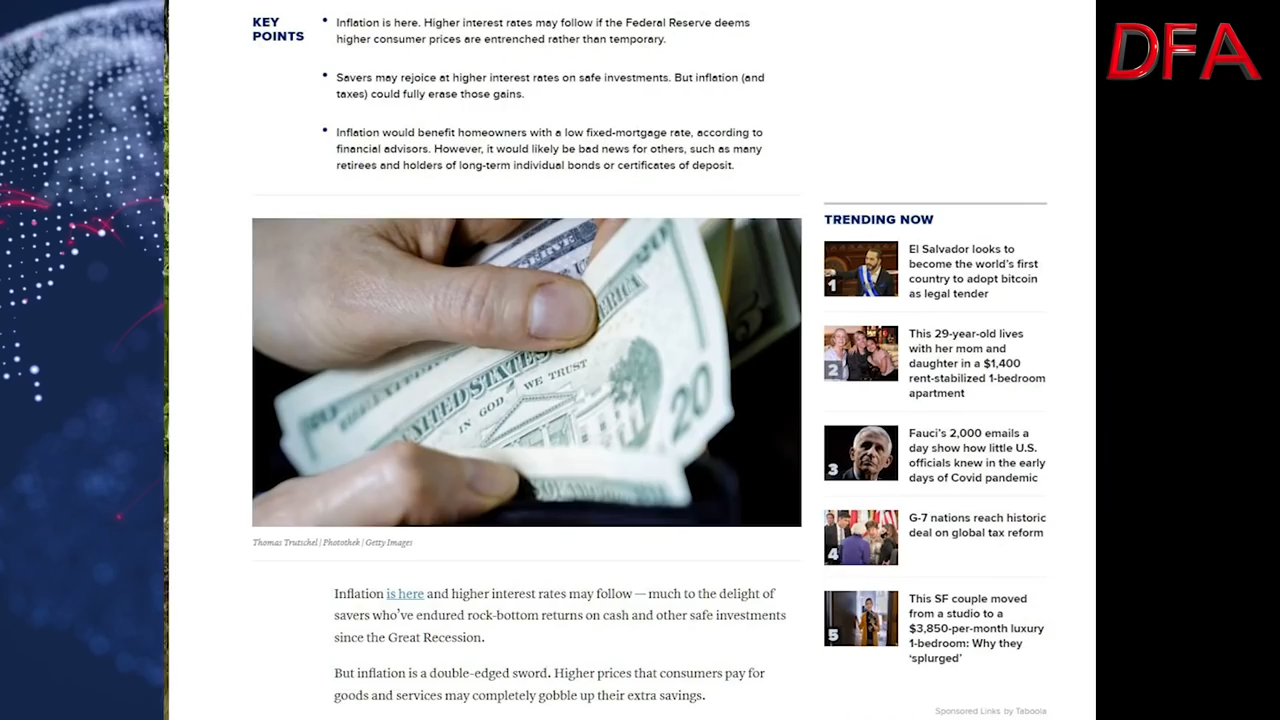 DFA
KEY
POINTS
Inflation is here. Higher interest rates may follow if the Federal Reserve deems
higher consumer prices are entrenched rather than temporary.
Savers may rejoice at higher interest rates on safe investments. But inflation (and
taxes) could fully erase those gains.
Inflation would benefit homeowners with a low fixed-mortgage rate, according to
financial advisors. However, it would likely be bad news for others, such as many
retirees and holders of long-term individual bonds or certificates of deposit.
UNITED STATES
ERICA
IN GOD WE TRUST
20
Thomas Trutschel | Photothek | Getty Images
Inflation is here and higher interest rates may follow — much to the delight of
savers who've endured rock-bottom returns on cash and other safe investments
since the Great Recession.
But inflation is a double-edged sword. Higher prices that consumers pay for
goods and services may completely gobble up their extra savings.
TRENDING NOW
1
El Salvador looks to
become the world's first
country to adopt bitcoin
as legal tender
2
This 29-year-old lives
with her mom and
daughter in a $1,400
rent-stabilized 1-bedroom
apartment
3
Fauci's 2,000 emails a
day show how little U.S.
officials knew in the early
days of Covid pandemic
4
G-7 nations reach historic
deal on global tax reform
5
This SF couple moved
from a studio to a
$3,850-per-month luxury
1-bedroom: Why they
'splurged'
Sponsored Links by Taboola